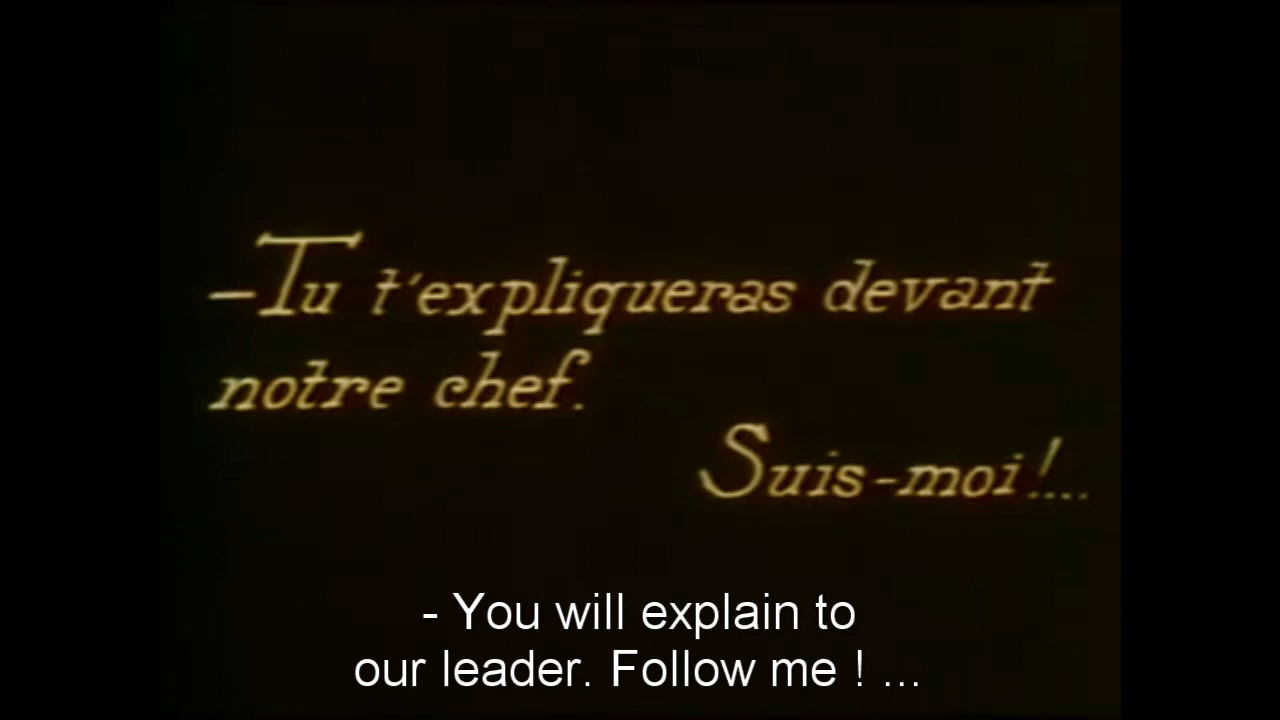 –Tu t'expliqueras devant
notre chef.
Suis-moi!...
- You will explain to
our leader. Follow me ! ...